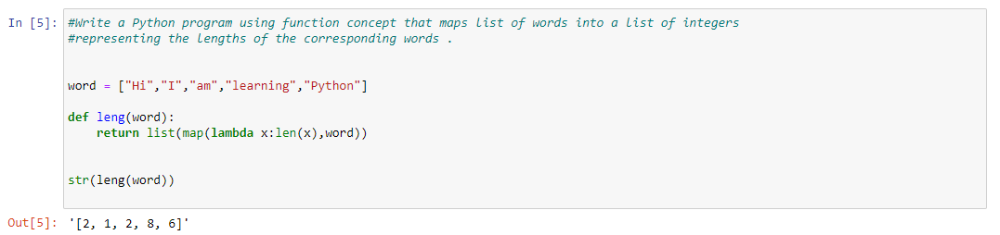 In [5]: #Write a Python program using function concept that maps list of words into a list of integers
#representing the lengths of the corresponding words .
word = ["Hi","I","am","learning","Python"]
def leng(word):
    return list(map(lambda x:len(x),word))
str(leng(word))
Out[5]: '[2, 1, 2, 8, 6]'